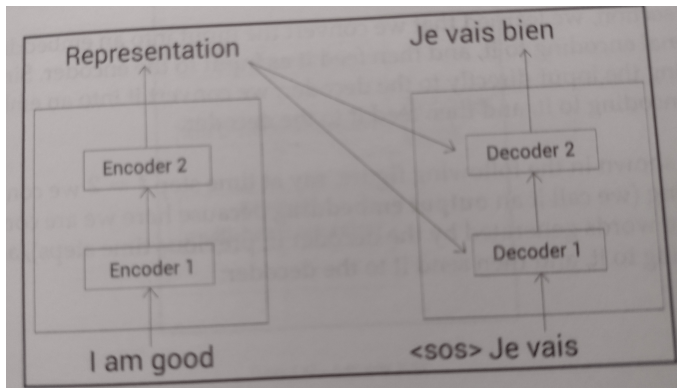 Representation
Je vais bien
Encoder 2
Decoder 2
Encoder 1
Decoder 1
I am good
<sos> Je vais